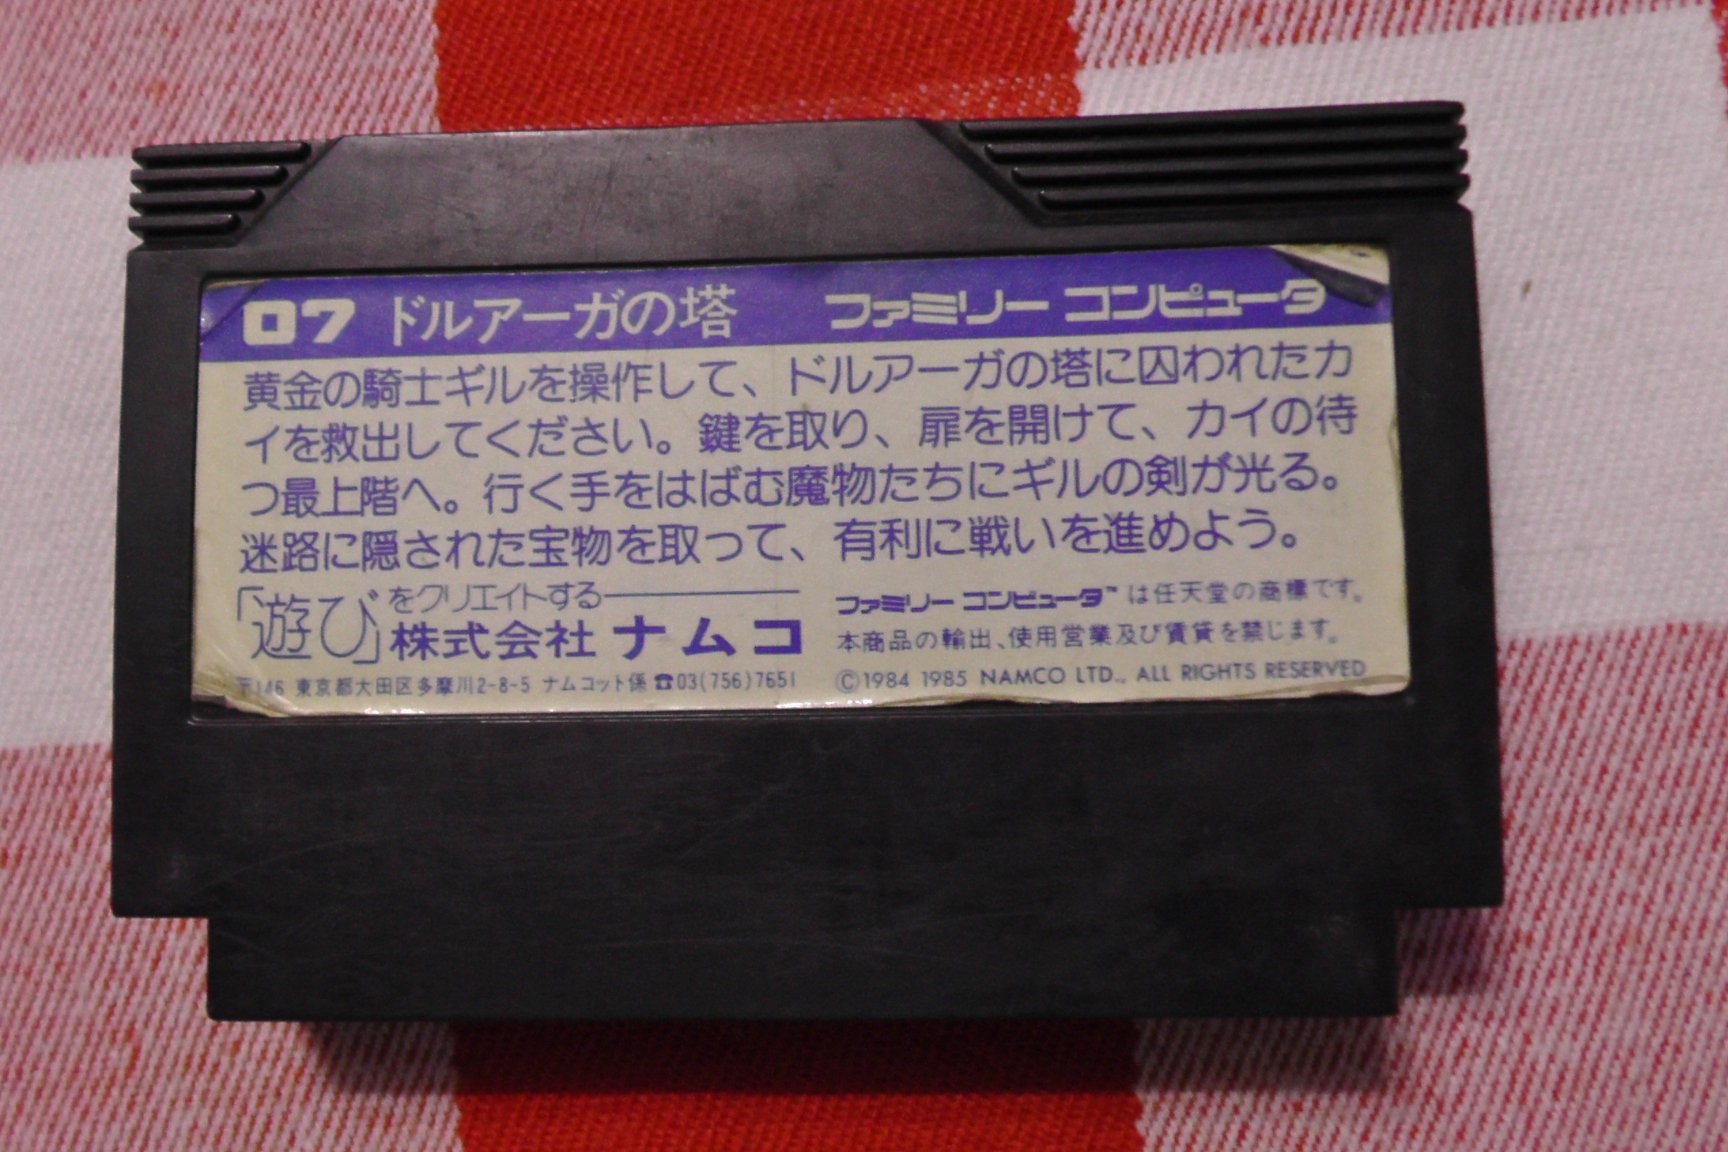 07 ドルアーガの塔 ファミリー コンピュータ
黄金の騎士ギルを操作して、ドルアーガの塔に囚われたカ
イを救出してください。鍵を取り、扉を開けて、カイの待
つ最上階へ。行く手をはばむ魔物たちにギルの剣が光る。
迷路に隠された宝物を取って、有利に戦いを進めよう。
「遊び」をクリエイトする
株式会社 ナムコ
〒146 東京都大田区多摩川2-8-5 ナムコット係 ☎03(756)7651
ファミリー コンピュータ™ は任天堂の商標です。
本商品の輸出、使用営業及び賃貸を禁じます。
©1984 1985 NAMCO LTD., ALL RIGHTS RESERVED